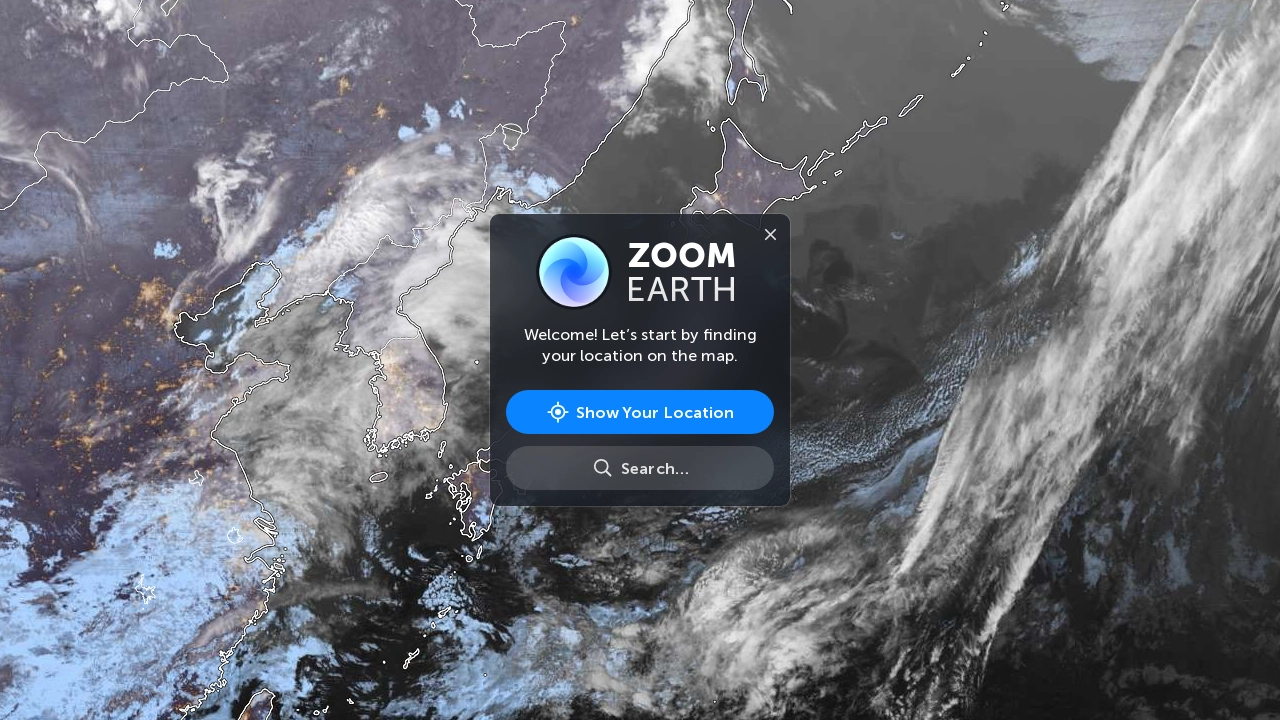 ZOOM
EARTH
Welcome! Let’s start by finding
your location on the map.
Show Your Location
Search...